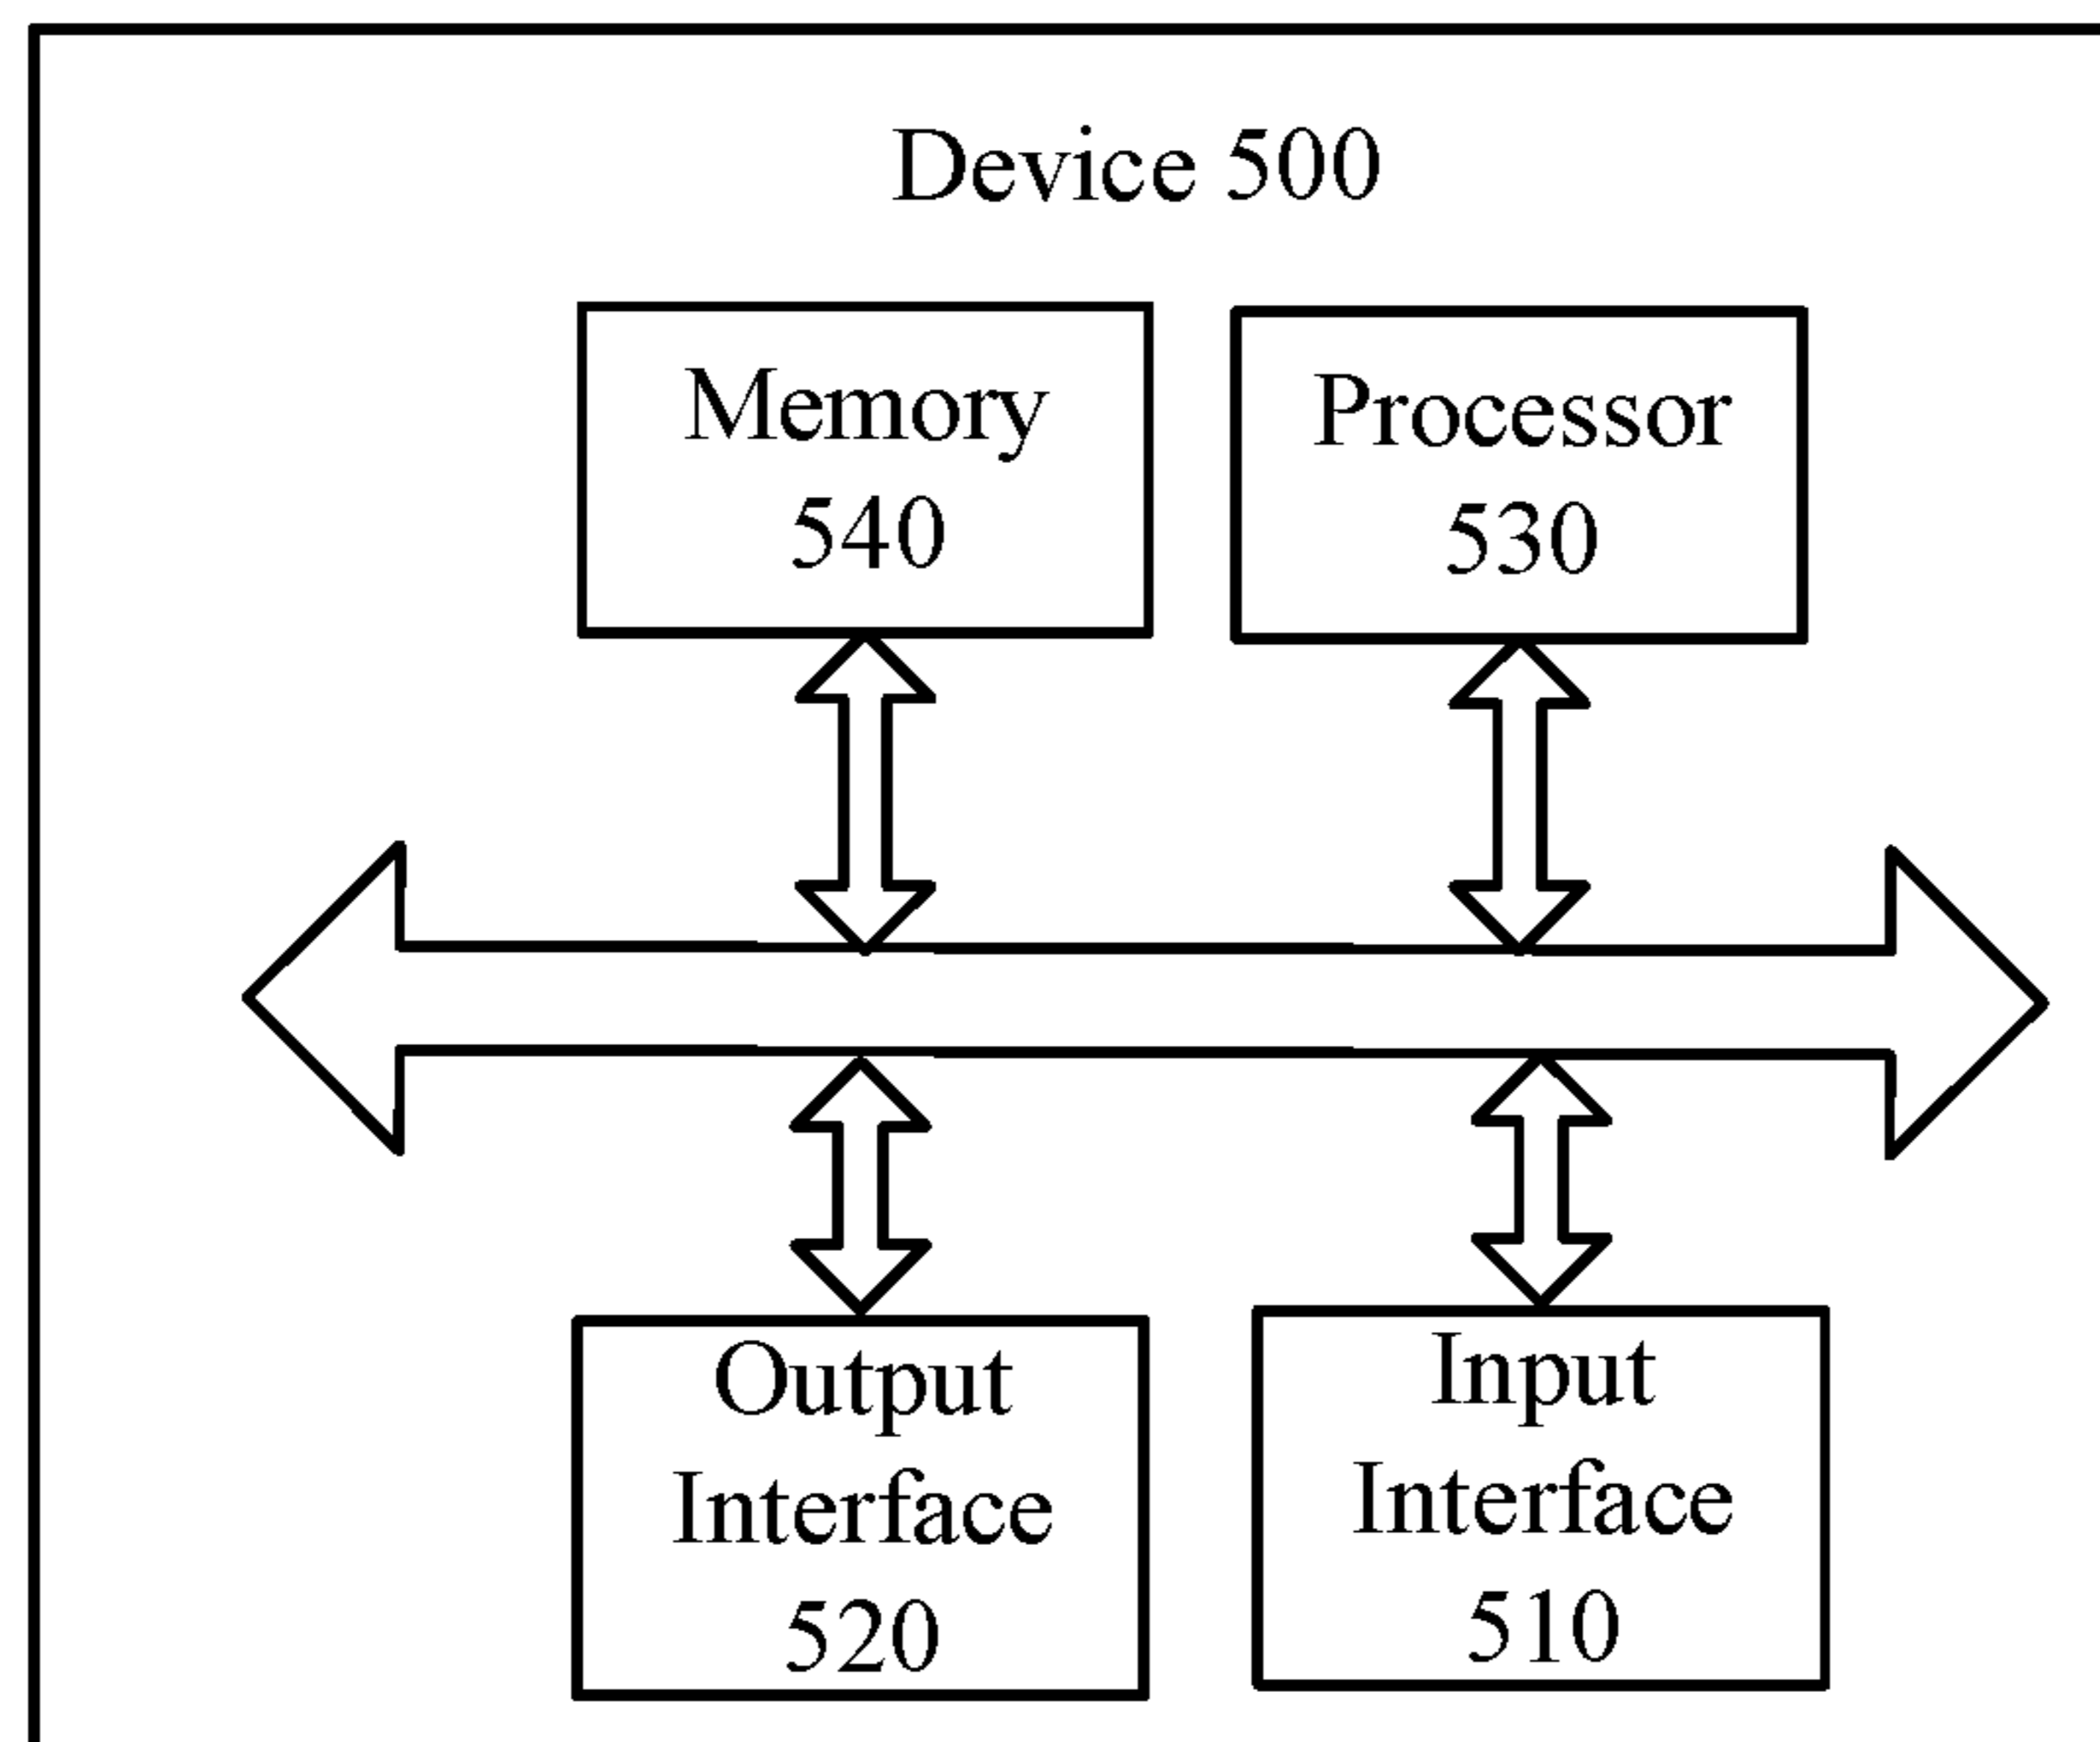 Device 500
Memory
540
Processor
530
Output
Interface
520
Input
Interface
510